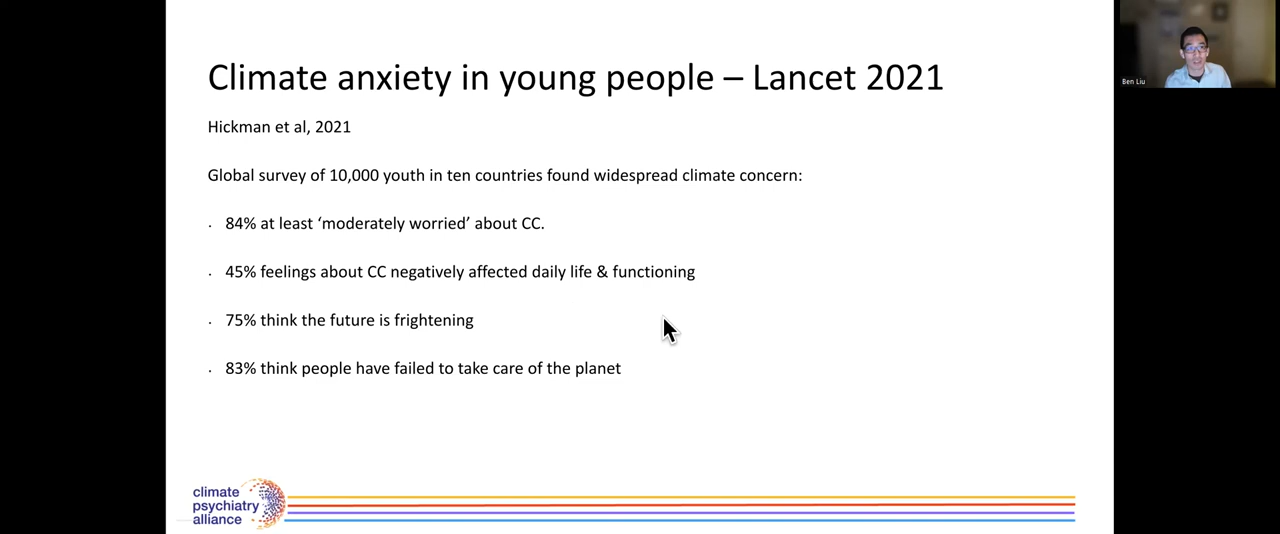 Climate anxiety in young people – Lancet 2021
Hickman et al, 2021
Global survey of 10,000 youth in ten countries found widespread climate concern:
· 84% at least ‘moderately worried’ about CC.
· 45% feelings about CC negatively affected daily life & functioning
· 75% think the future is frightening
· 83% think people have failed to take care of the planet
climate
psychiatry
alliance
Ben Liu